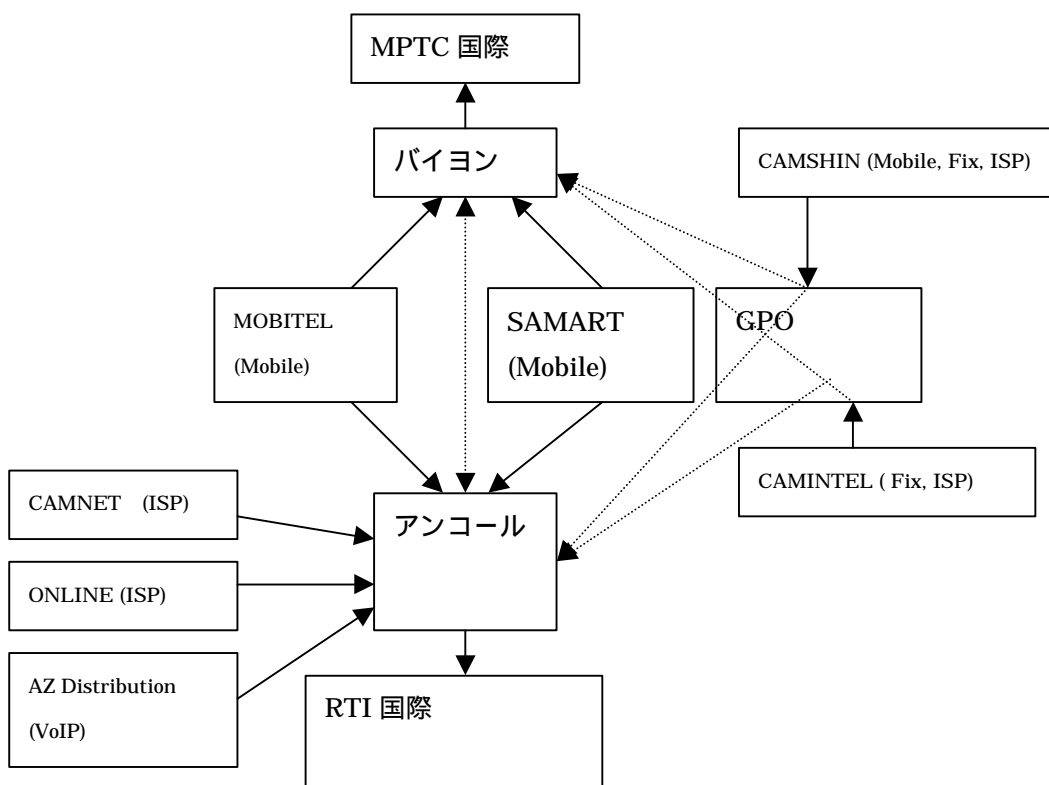 MPTC 国際
バイヨン
CAMSHIN (Mobile, Fix, ISP)
MOBITEL
(Mobile)
SAMART
(Mobile)
GPO
CAMINTEL ( Fix, ISP)
CAMNET (ISP)
アンコール
ONLINE (ISP)
AZ Distribution
(VoIP)
RTI 国際